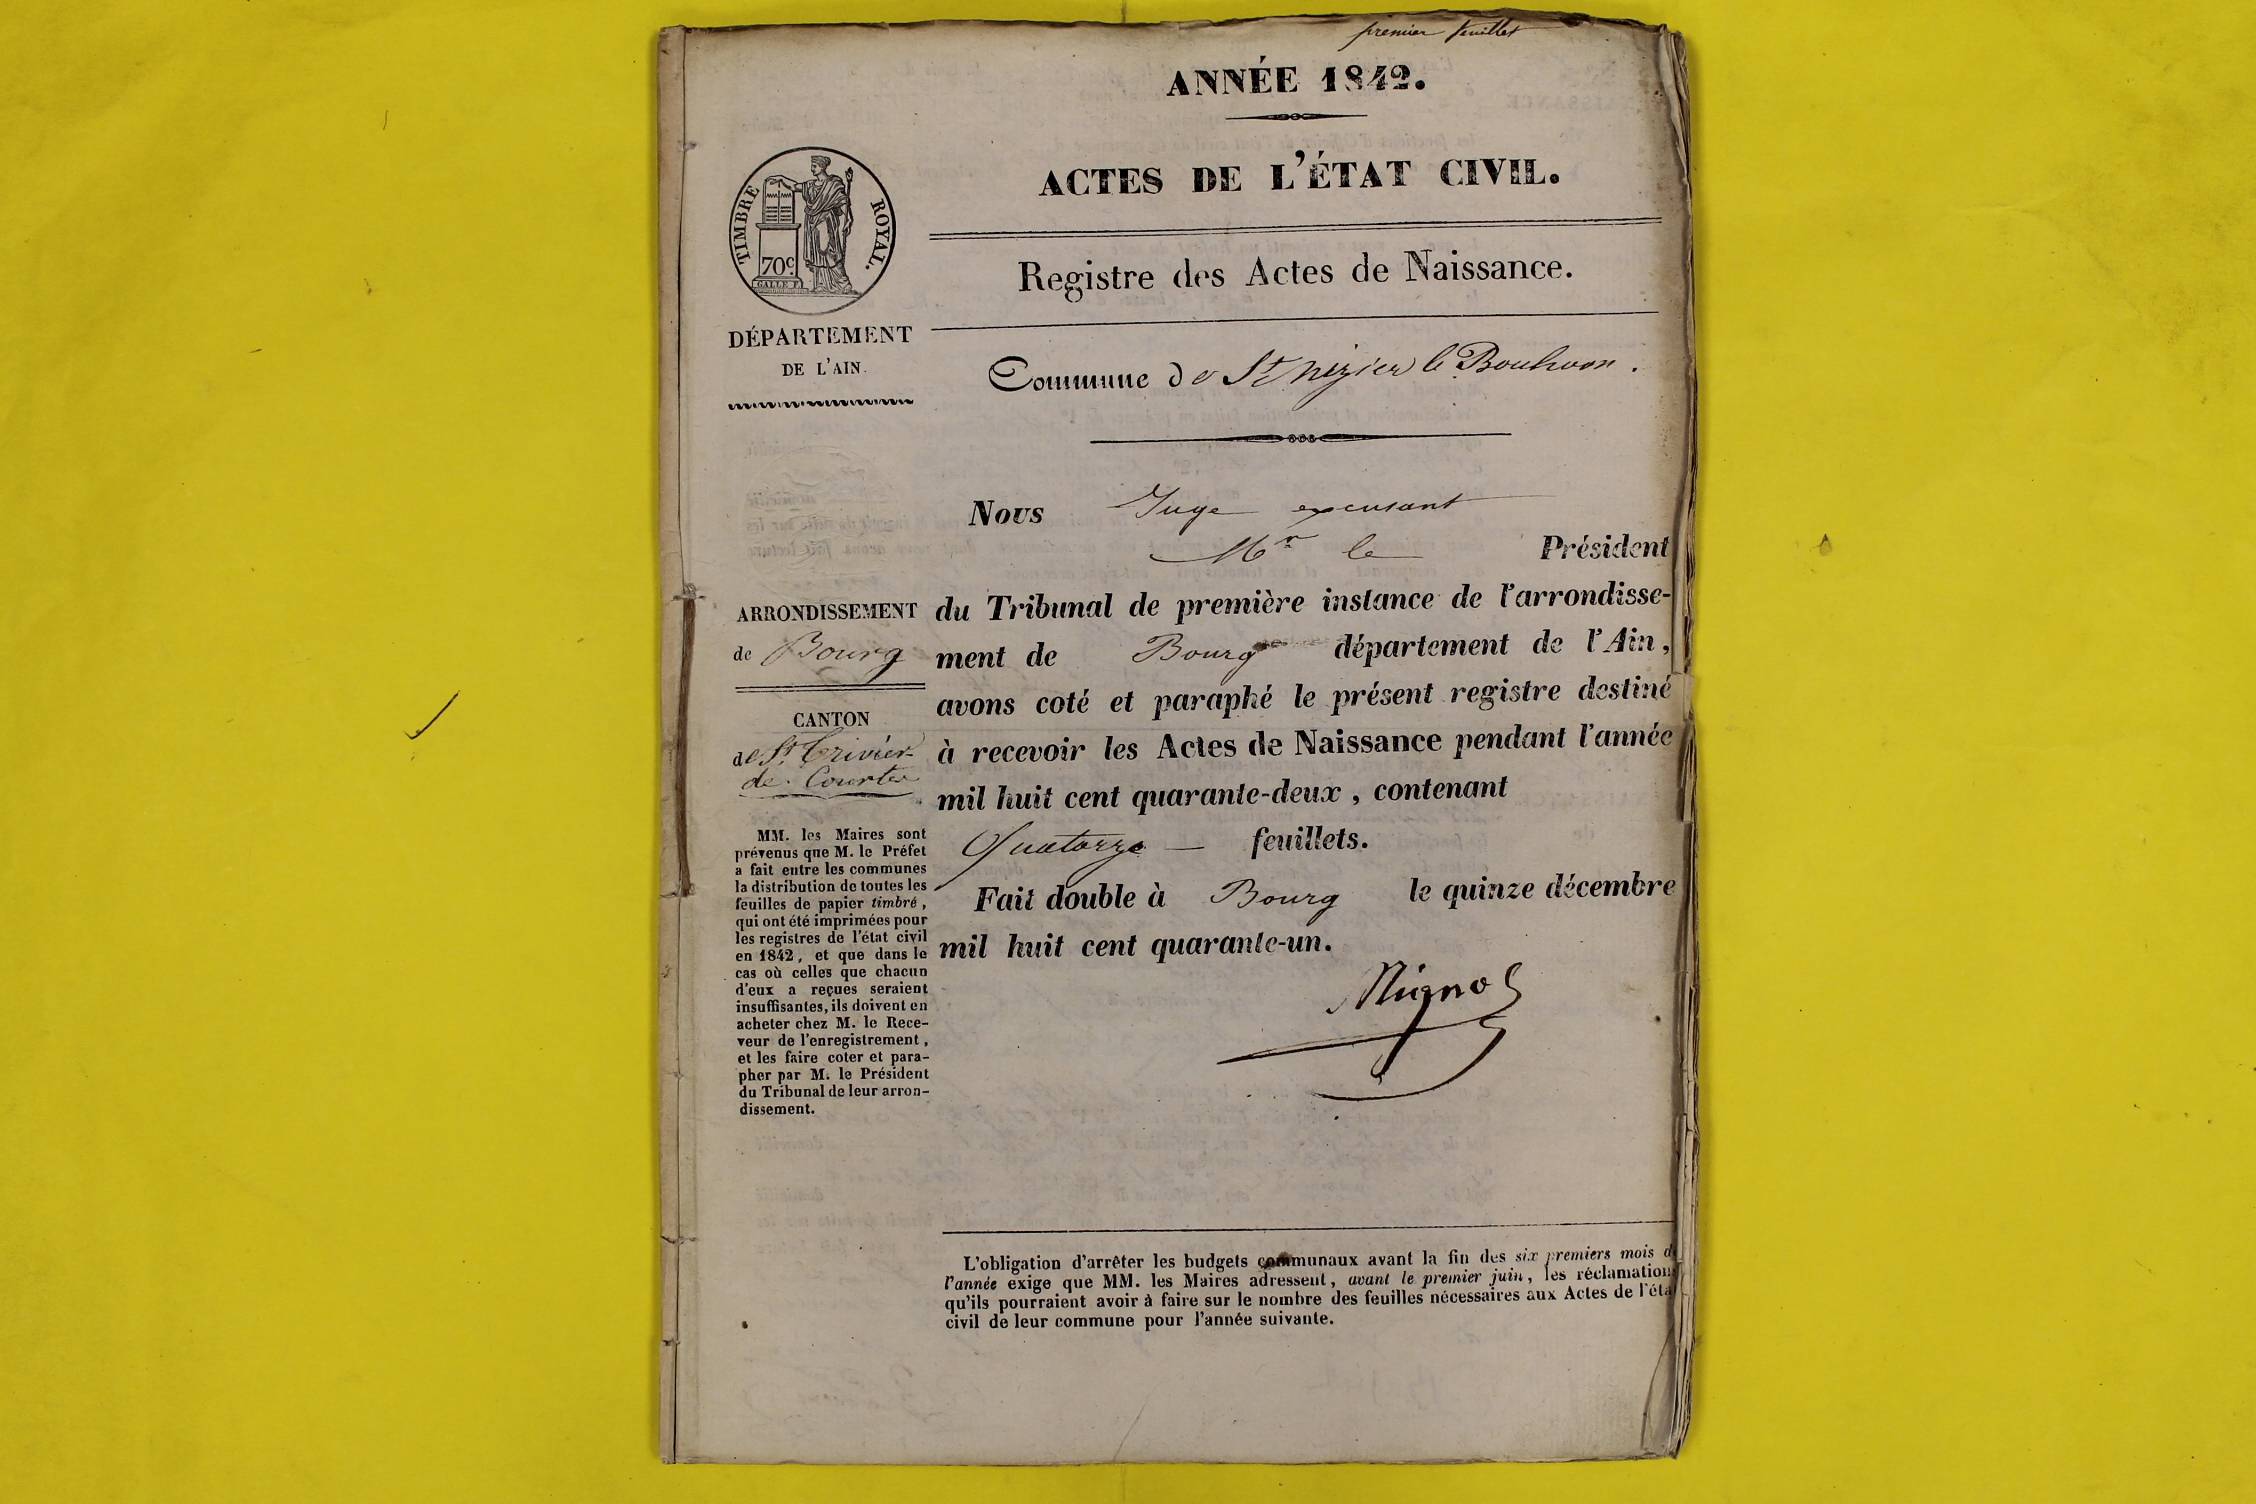 premier feuillet
ANNÉE 1842.
ACTES DE L'ÉTAT CIVIL.
TIMBRE ROYAL.
70c
Registre des Actes de Naissance.
DÉPARTEMENT
DE L'AIN.
Commune de St. nizier le Bouhoux.
Nous Juge excusant
Mr le Président
ARRONDISSEMENT
de Bourg
du Tribunal de première instance de l'arrondisse-
ment de Bourg département de l'Ain,
avons coté et paraphé le présent registre destiné
à recevoir les Actes de Naissance pendant l'année
mil huit cent quarante-deux, contenant
Quatorze — feuillets.
Fait double à Bourg le quinze décembre
mil huit cent quarante-un.
CANTON
de St. Trivier
de Courtes
MM. les Maires sont
prévenus que M. le Préfet
a fait entre les communes
la distribution de toutes les
feuilles de papier timbré,
qui ont été imprimées pour
les registres de l'état civil
en 1842, et que dans le
cas où celles que chacun
d'eux a reçues seraient
insuffisantes, ils doivent en
acheter chez M. le Rece-
veur de l'enregistrement,
et les faire coter et para-
pher par M. le Président
du Tribunal de leur arron-
dissement.
L'obligation d'arrêter les budgets communaux avant la fin des six premiers mois d
l'année exige que MM. les Maires adressent, avant le premier juin, les réclamation
qu'ils pourraient avoir à faire sur le nombre des feuilles nécessaires aux Actes de l'éta
civil de leur commune pour l'année suivante.